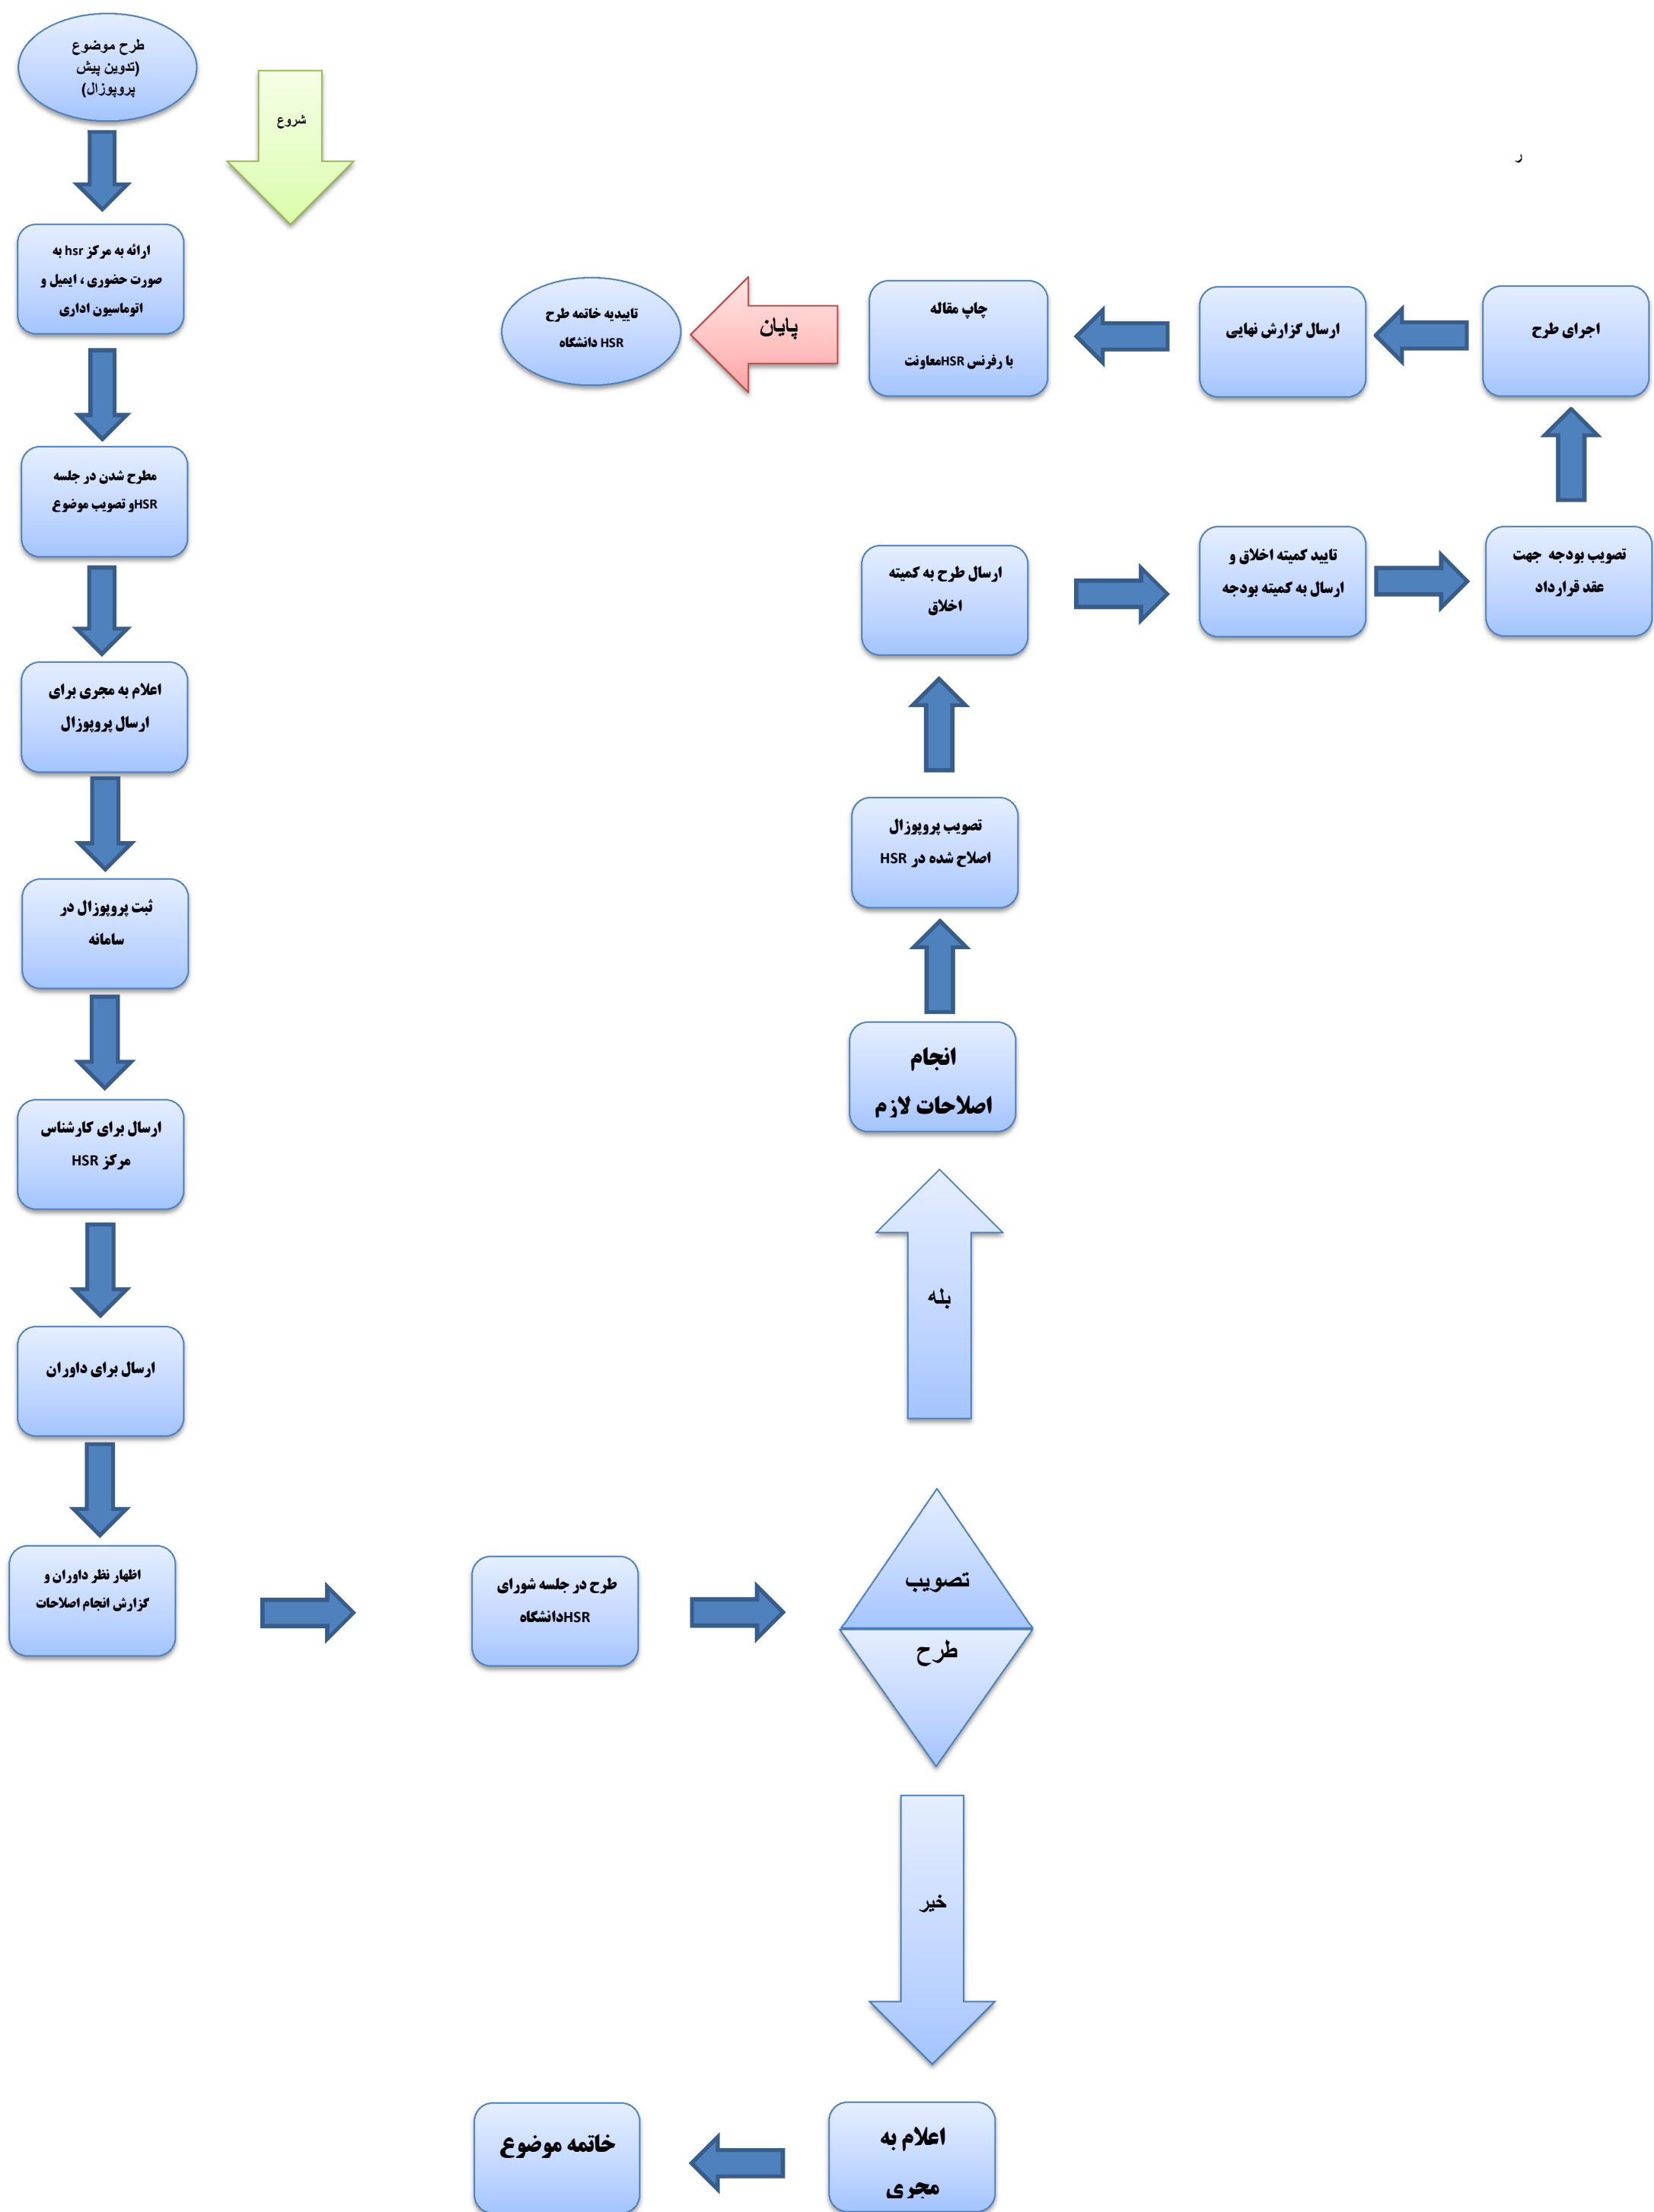 طرح موضوع
(تدوین پیش
پروپوزال)
شروع
ارائه به مرکز hsr به
صورت حضوری ، ایمیل و
اتوماسیون اداری
مطرح شدن در جلسه
HSRو تصویب موضوع
اعلام به مجری برای
ارسال پروپوزال
ثبت پروپوزال در
سامانه
ارسال برای کارشناس
مرکز HSR
ارسال برای داوران
اظهار نظر داوران و
گزارش انجام اصلاحات
طرح در جلسه شورای
HSRدانشگاه
تصویب
طرح
بله
انجام
اصلاحات لازم
تصویب پروپوزال
اصلاح شده در HSR
ارسال طرح به کمیته
اخلاق
تایید کمیته اخلاق و
ارسال به کمیته بودجه
تصویب بودجه جهت
عقد قرارداد
اجرای طرح
ارسال گزارش نهایی
چاپ مقاله
با رفرنس HSRمعاونت
پایان
تاییدیه خاتمه طرح
HSR دانشگاه
ر
خیر
اعلام به
مجری
خاتمه موضوع